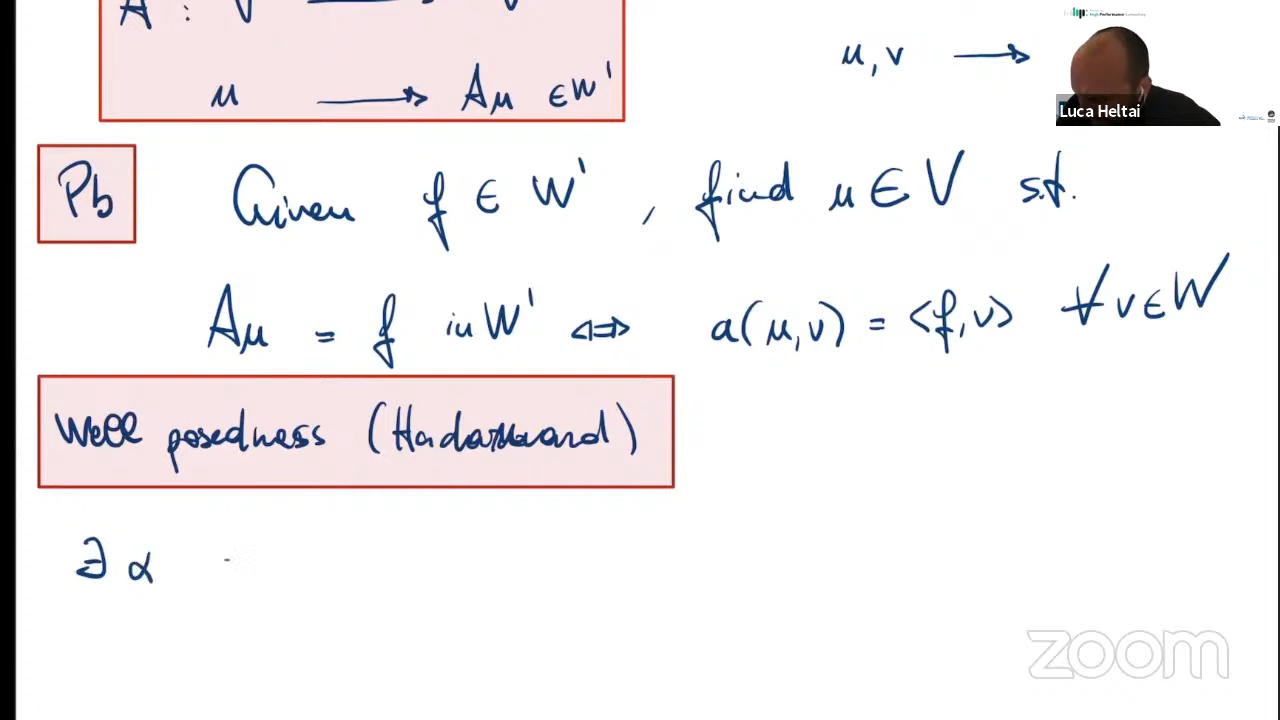 A :
u, v ⟶
u ⟶ Au ∈ W'
Luca Heltai
Pb Given f ∈ W' , find u ∈ V s.t.
Au = f in W' ⇔ a(u,v) = <f,v> ∀ v ∈ W
Well posedness (Hadamard)
∃ α
zoom